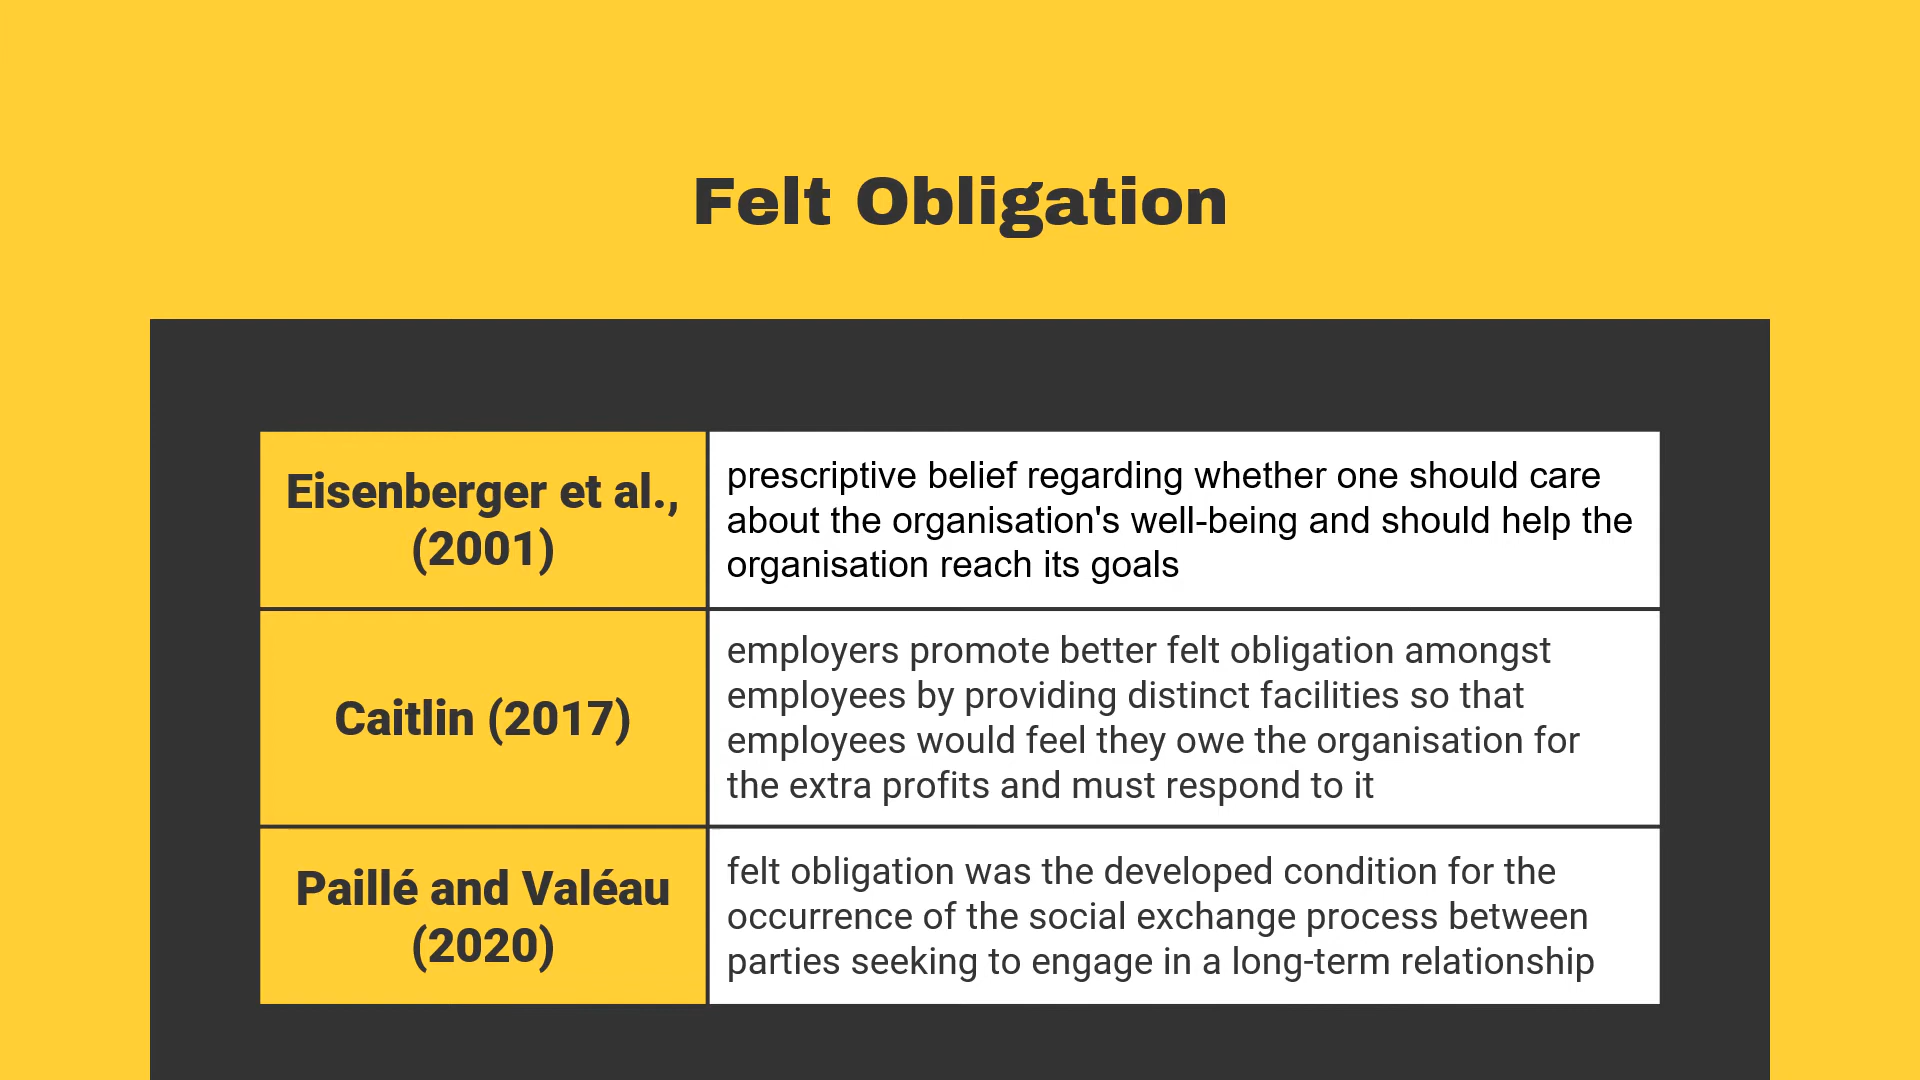 Felt Obligation
Eisenberger et al.,
(2001)
prescriptive belief regarding whether one should care
about the organisation's well-being and should help the
organisation reach its goals
Caitlin (2017)
employers promote better felt obligation amongst
employees by providing distinct facilities so that
employees would feel they owe the organisation for
the extra profits and must respond to it
Paillé and Valéau
(2020)
felt obligation was the developed condition for the
occurrence of the social exchange process between
parties seeking to engage in a long-term relationship